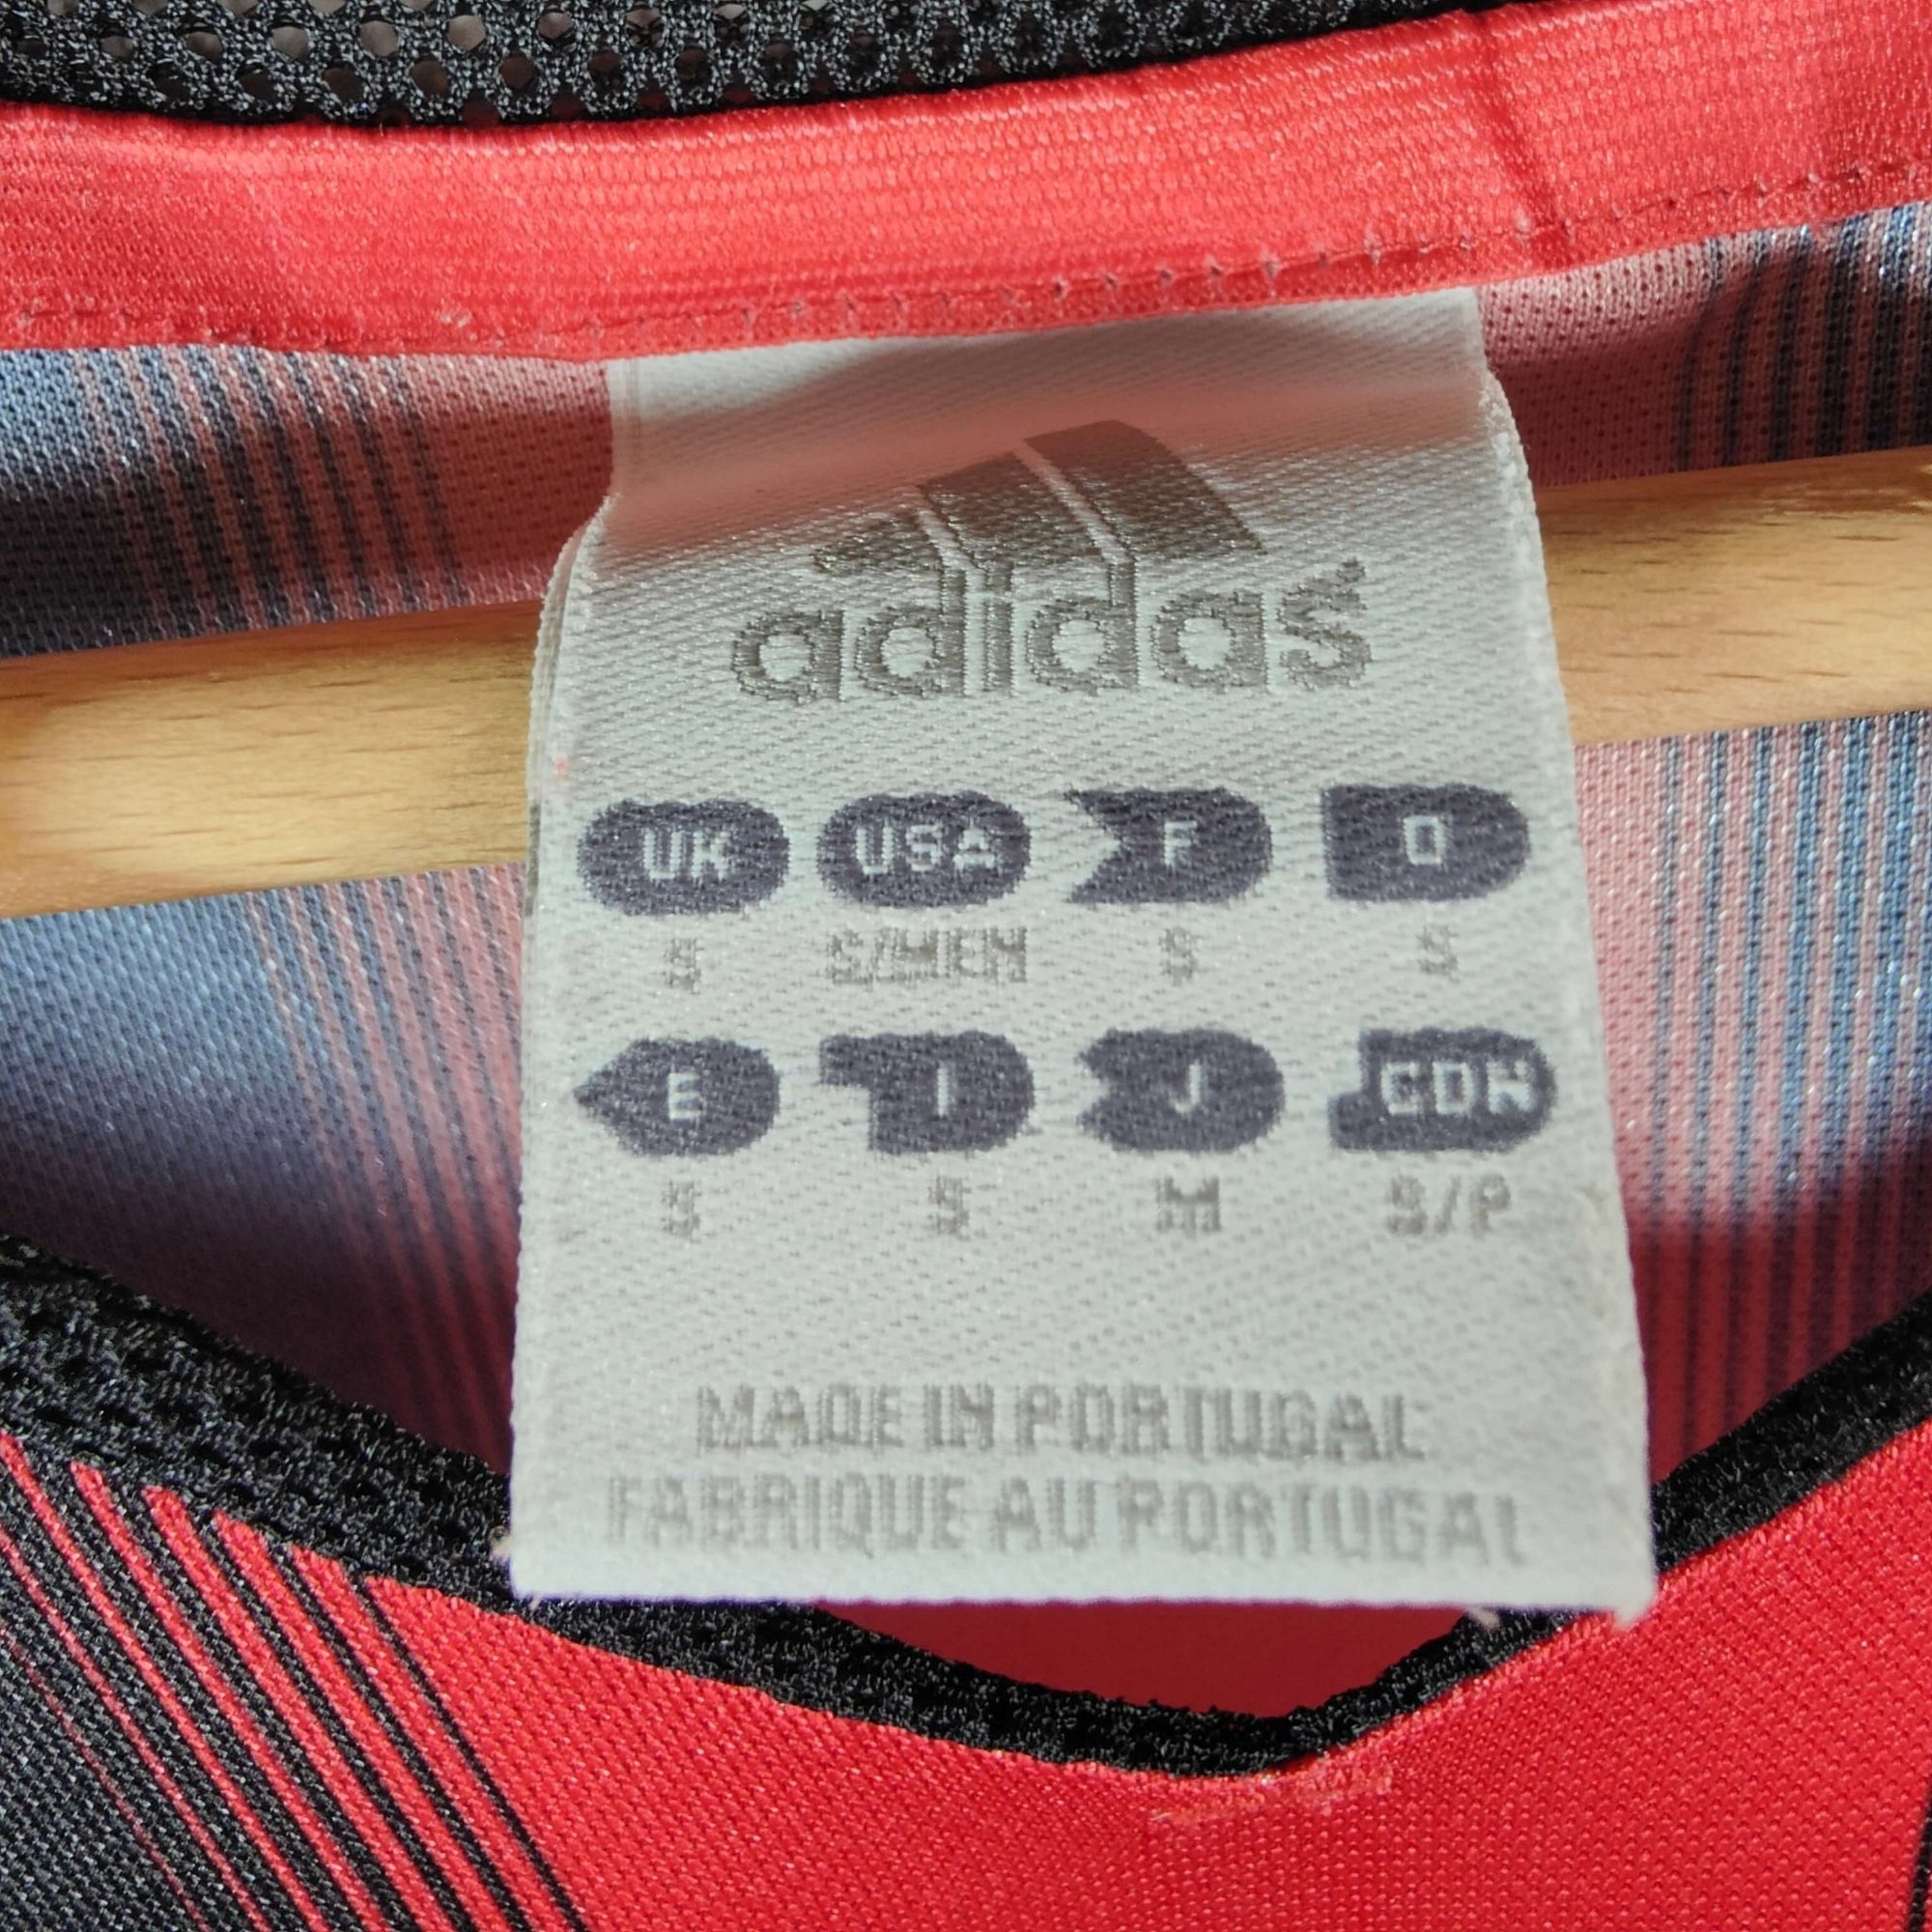 adidas
UK USA F D
S S/MEN S S
E I J CDN
S S M S/P
MADE IN PORTUGAL
FABRIQUE AU PORTUGAL